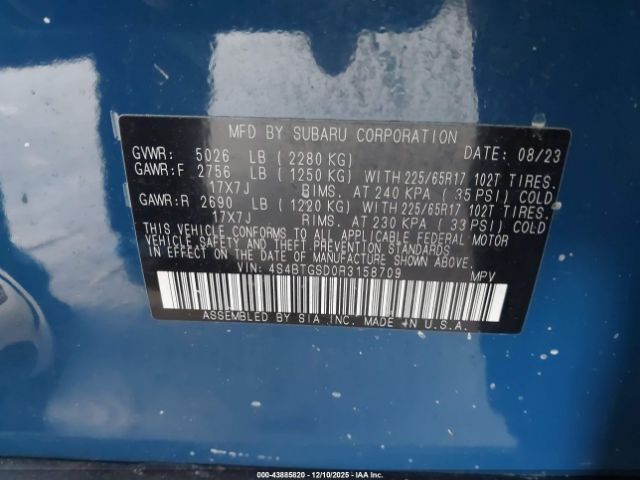 MFD BY SUBARU CORPORATION
GVWR: 5026 LB ( 2280 KG) DATE: 08/23
GAWR:F 2756 LB ( 1250 KG) WITH 225/65R17 102T TIRES.
17X7J RIMS. AT 240 KPA ( 35 PSI) COLD
GAWR:R 2690 LB ( 1220 KG) WITH 225/65R17 102T TIRES.
17X7J RIMS. AT 230 KPA ( 33 PSI) COLD
THIS VEHICLE CONFORMS TO ALL APPLICABLE FEDERAL MOTOR
VEHICLE SAFETY, BUMPER, AND THEFT PREVENTION STANDARDS
IN EFFECT ON THE DATE OF MANUFACTURE SHOWN ABOVE.
VIN: 4S4BTGSD0R3158709 MPV
ASSEMBLED BY SIA INC. MADE IN U.S.A.
000-43885820 - 12/10/2025 - IAAI.COM